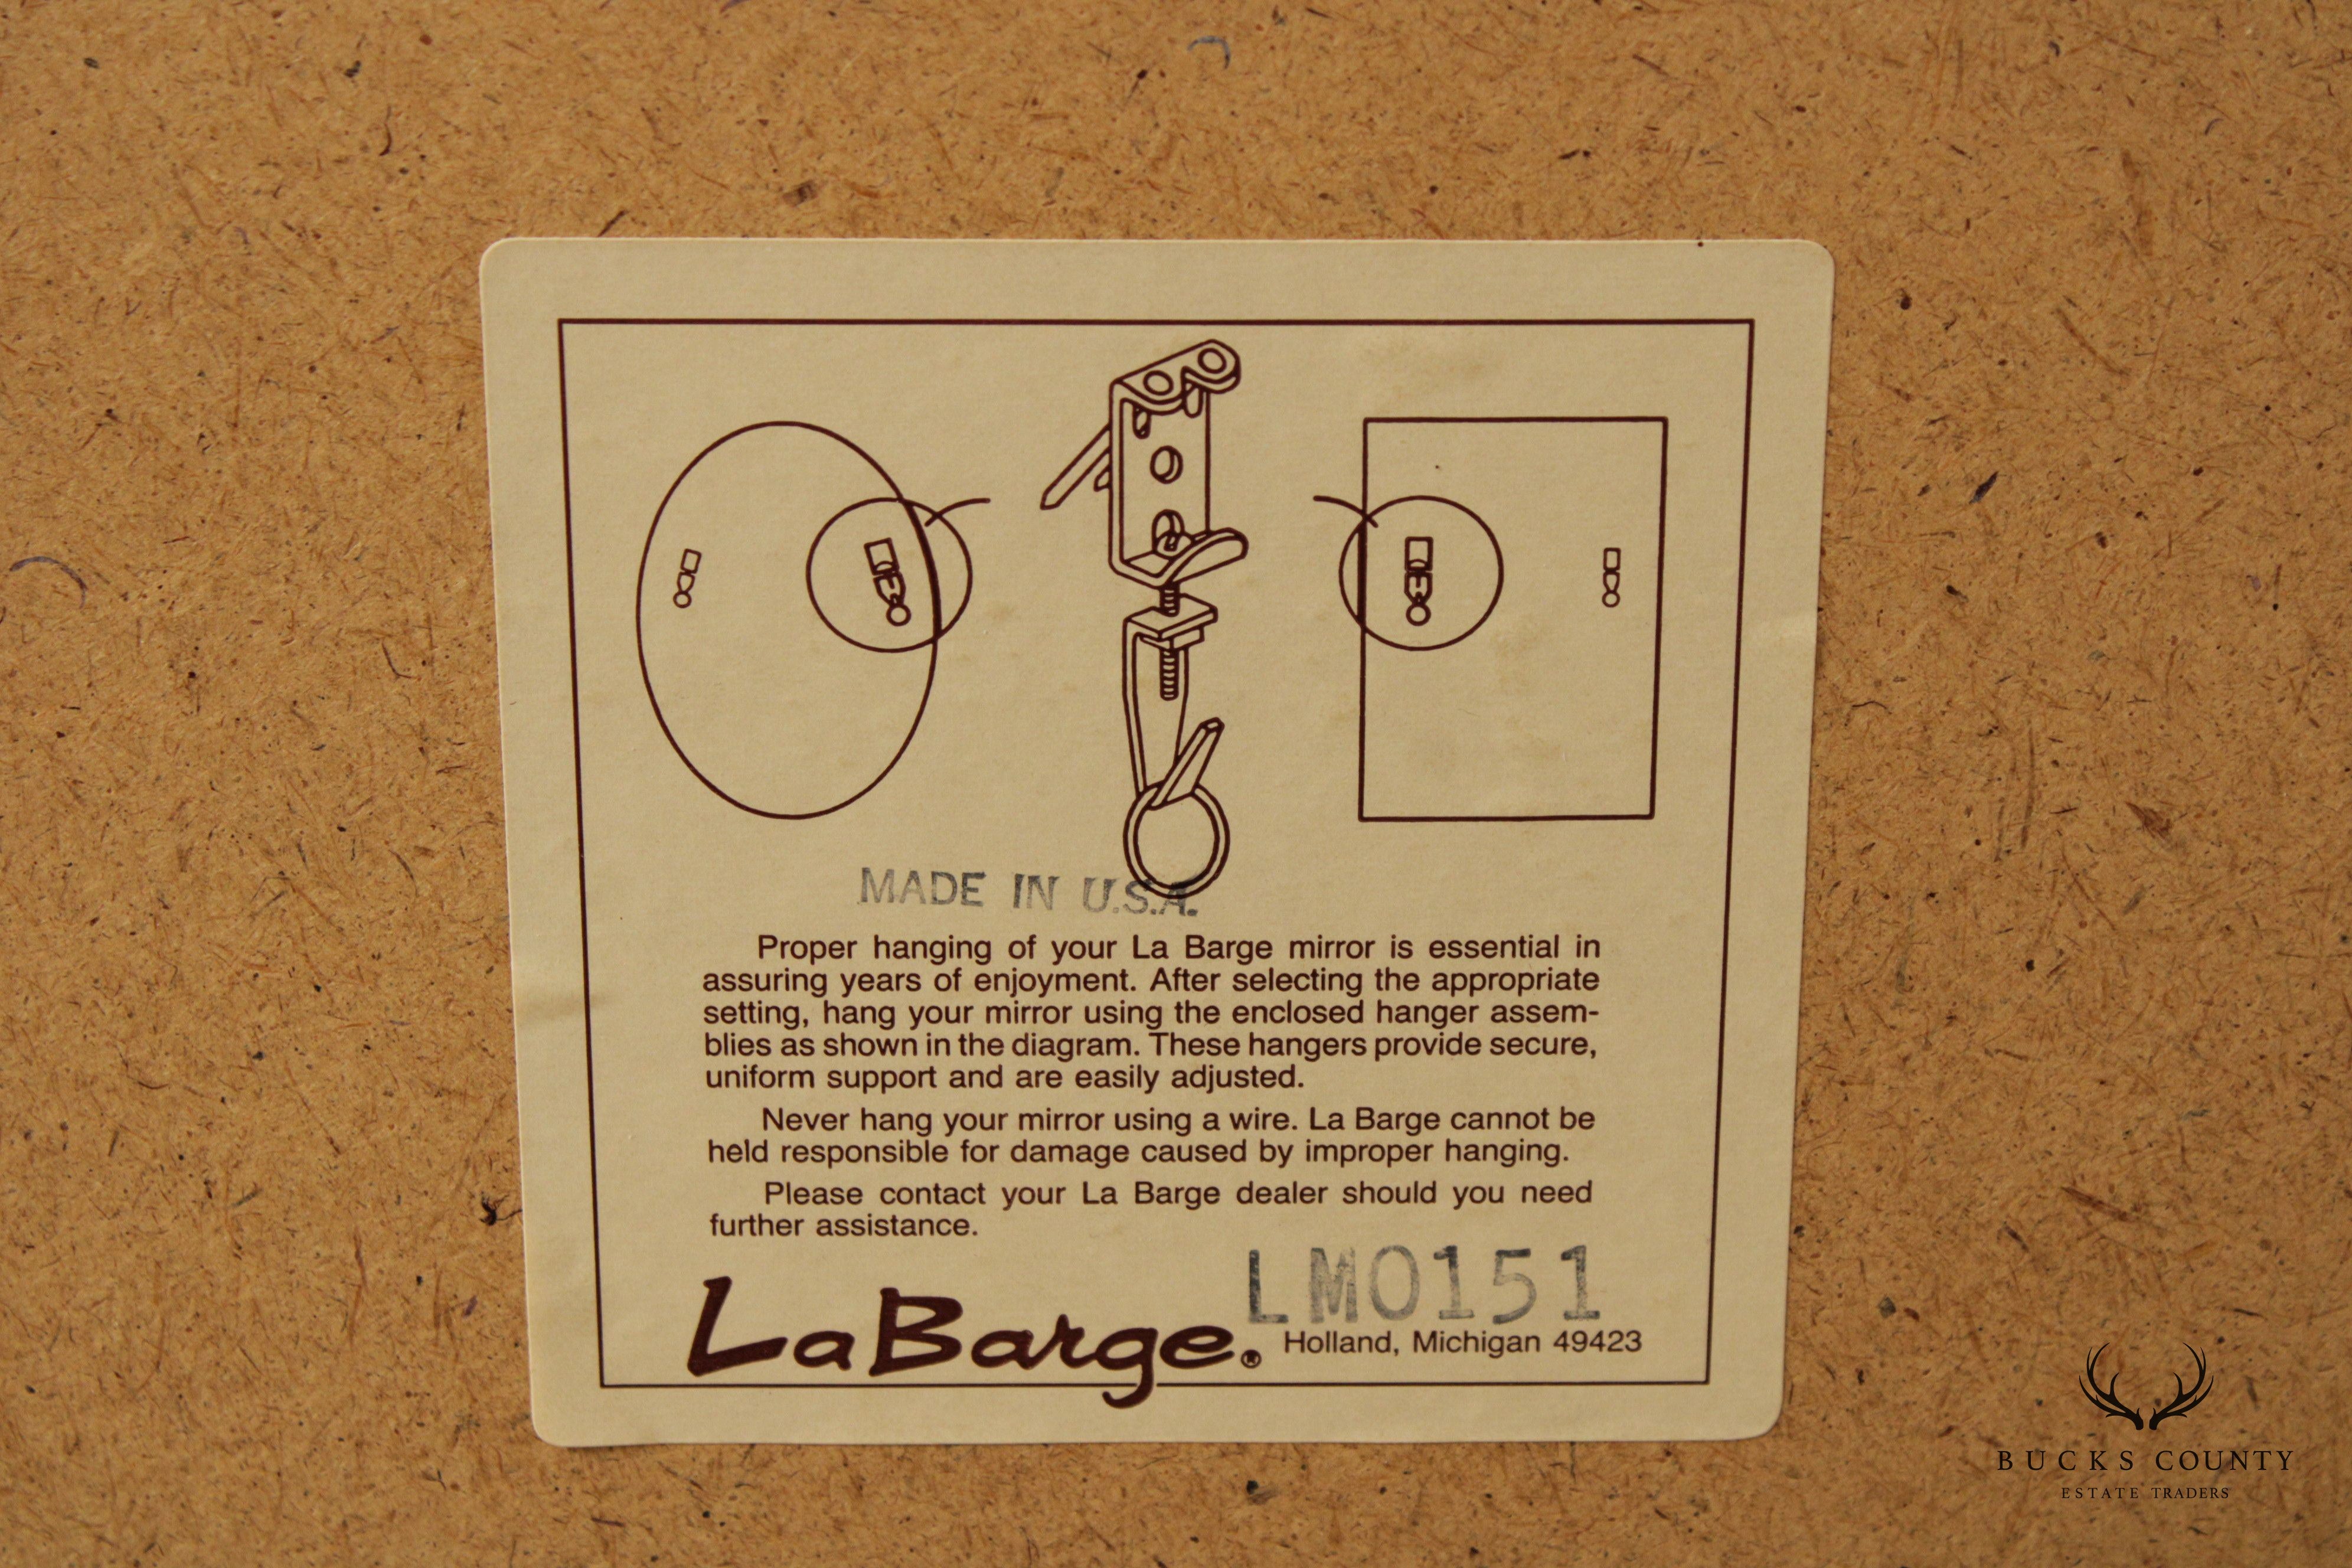 MADE IN U.S.A.
Proper hanging of your La Barge mirror is essential in
assuring years of enjoyment. After selecting the appropriate
setting, hang your mirror using the enclosed hanger assem-
blies as shown in the diagram. These hangers provide secure,
uniform support and are easily adjusted.
Never hang your mirror using a wire. La Barge cannot be
held responsible for damage caused by improper hanging.
Please contact your La Barge dealer should you need
further assistance.
LM0151
LaBarge® Holland, Michigan 49423
BUCKS COUNTY
ESTATE TRADERS